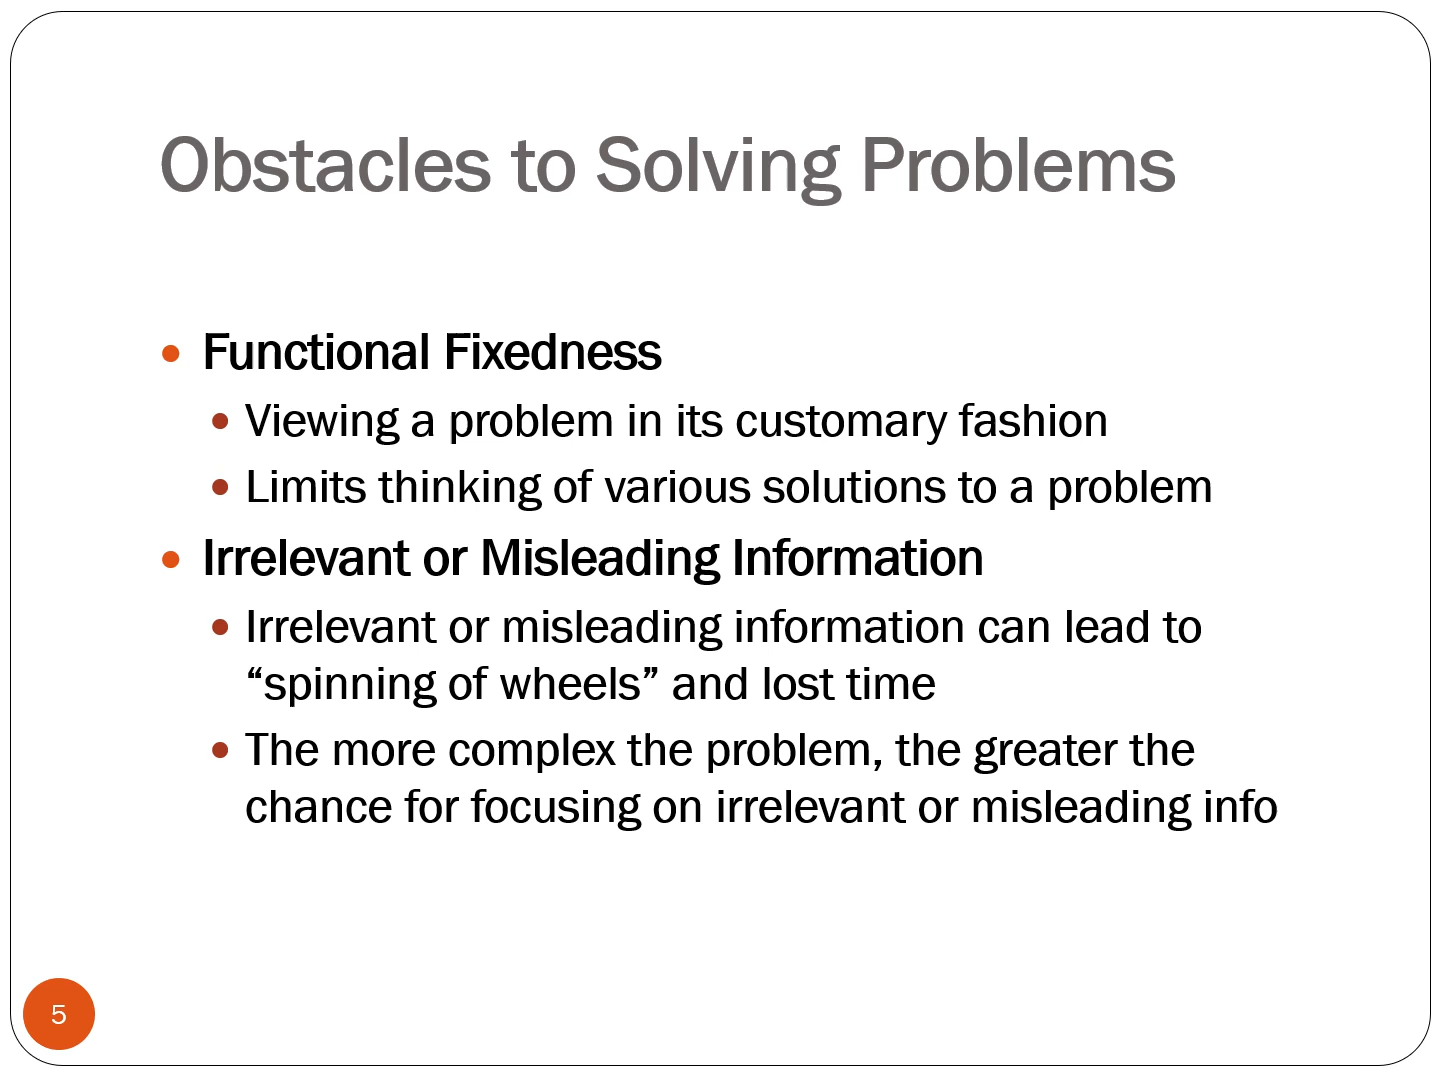 Obstacles to Solving Problems
Functional Fixedness
Viewing a problem in its customary fashion
Limits thinking of various solutions to a problem
Irrelevant or Misleading Information
Irrelevant or misleading information can lead to
“spinning of wheels” and lost time
The more complex the problem, the greater the
chance for focusing on irrelevant or misleading info
5